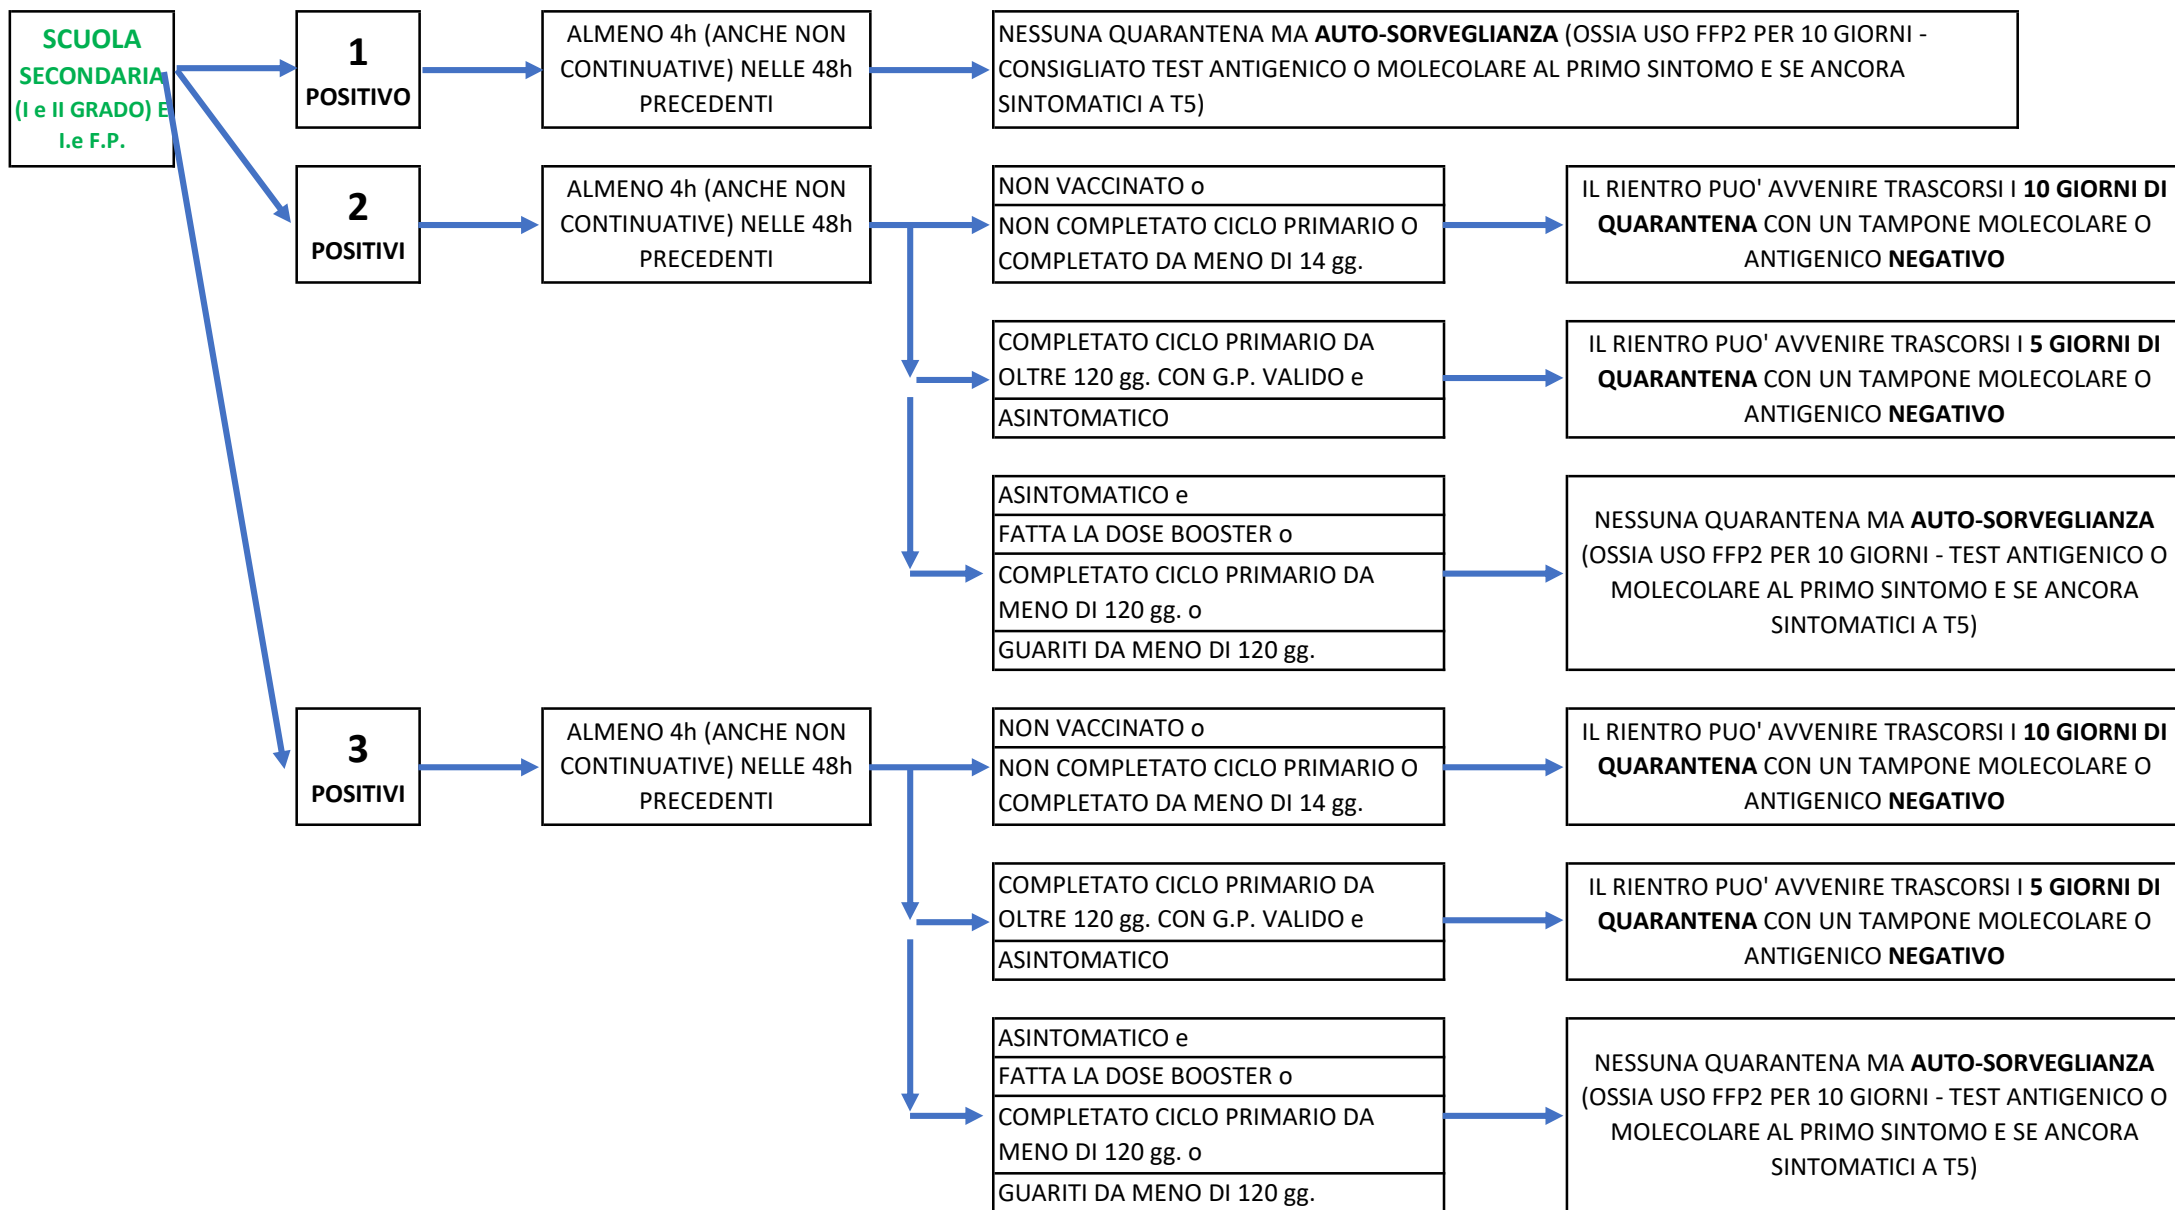 SCUOLA
SECONDARIA
(I e II GRADO) E
I.e F.P.
1
POSITIVO
ALMENO 4h (ANCHE NON
CONTINUATIVE) NELLE 48h
PRECEDENTI
NESSUNA QUARANTENA MA AUTO-SORVEGLIANZA (OSSIA USO FFP2 PER 10 GIORNI -
CONSIGLIATO TEST ANTIGENICO O MOLECOLARE AL PRIMO SINTOMO E SE ANCORA
SINTOMATICI A T5)
2
POSITIVI
ALMENO 4h (ANCHE NON
CONTINUATIVE) NELLE 48h
PRECEDENTI
NON VACCINATO o
NON COMPLETATO CICLO PRIMARIO O
COMPLETATO DA MENO DI 14 gg.
IL RIENTRO PUO' AVVENIRE TRASCORSI I 10 GIORNI DI
QUARANTENA CON UN TAMPONE MOLECOLARE O
ANTIGENICO NEGATIVO
COMPLETATO CICLO PRIMARIO DA
OLTRE 120 gg. CON G.P. VALIDO e
ASINTOMATICO
IL RIENTRO PUO' AVVENIRE TRASCORSI I 5 GIORNI DI
QUARANTENA CON UN TAMPONE MOLECOLARE O
ANTIGENICO NEGATIVO
ASINTOMATICO e
FATTA LA DOSE BOOSTER o
COMPLETATO CICLO PRIMARIO DA
MENO DI 120 gg. o
GUARITI DA MENO DI 120 gg.
NESSUNA QUARANTENA MA AUTO-SORVEGLIANZA
(OSSIA USO FFP2 PER 10 GIORNI - TEST ANTIGENICO O
MOLECOLARE AL PRIMO SINTOMO E SE ANCORA
SINTOMATICI A T5)
3
POSITIVI
ALMENO 4h (ANCHE NON
CONTINUATIVE) NELLE 48h
PRECEDENTI
NON VACCINATO o
NON COMPLETATO CICLO PRIMARIO O
COMPLETATO DA MENO DI 14 gg.
IL RIENTRO PUO' AVVENIRE TRASCORSI I 10 GIORNI DI
QUARANTENA CON UN TAMPONE MOLECOLARE O
ANTIGENICO NEGATIVO
COMPLETATO CICLO PRIMARIO DA
OLTRE 120 gg. CON G.P. VALIDO e
ASINTOMATICO
IL RIENTRO PUO' AVVENIRE TRASCORSI I 5 GIORNI DI
QUARANTENA CON UN TAMPONE MOLECOLARE O
ANTIGENICO NEGATIVO
ASINTOMATICO e
FATTA LA DOSE BOOSTER o
COMPLETATO CICLO PRIMARIO DA
MENO DI 120 gg. o
GUARITI DA MENO DI 120 gg.
NESSUNA QUARANTENA MA AUTO-SORVEGLIANZA
(OSSIA USO FFP2 PER 10 GIORNI - TEST ANTIGENICO O
MOLECOLARE AL PRIMO SINTOMO E SE ANCORA
SINTOMATICI A T5)